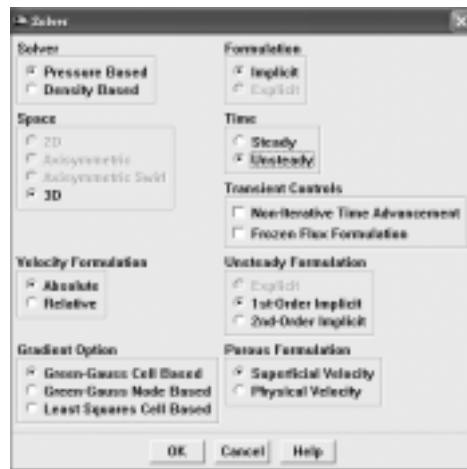 Solver
Solver
Pressure Based
Density Based
Space
2D
Axisymmetric
Axisymmetric Swirl
3D
Velocity Formulation
Absolute
Relative
Gradient Option
Green-Gauss Cell Based
Green-Gauss Node Based
Least Squares Cell Based
Formulation
Implicit
Explicit
Time
Steady
Unsteady
Transient Controls
Non-Iterative Time Advancement
Frozen Flux Formulation
Unsteady Formulation
Explicit
1st-Order Implicit
2nd-Order Implicit
Porous Formulation
Superficial Velocity
Physical Velocity
OK Cancel Help